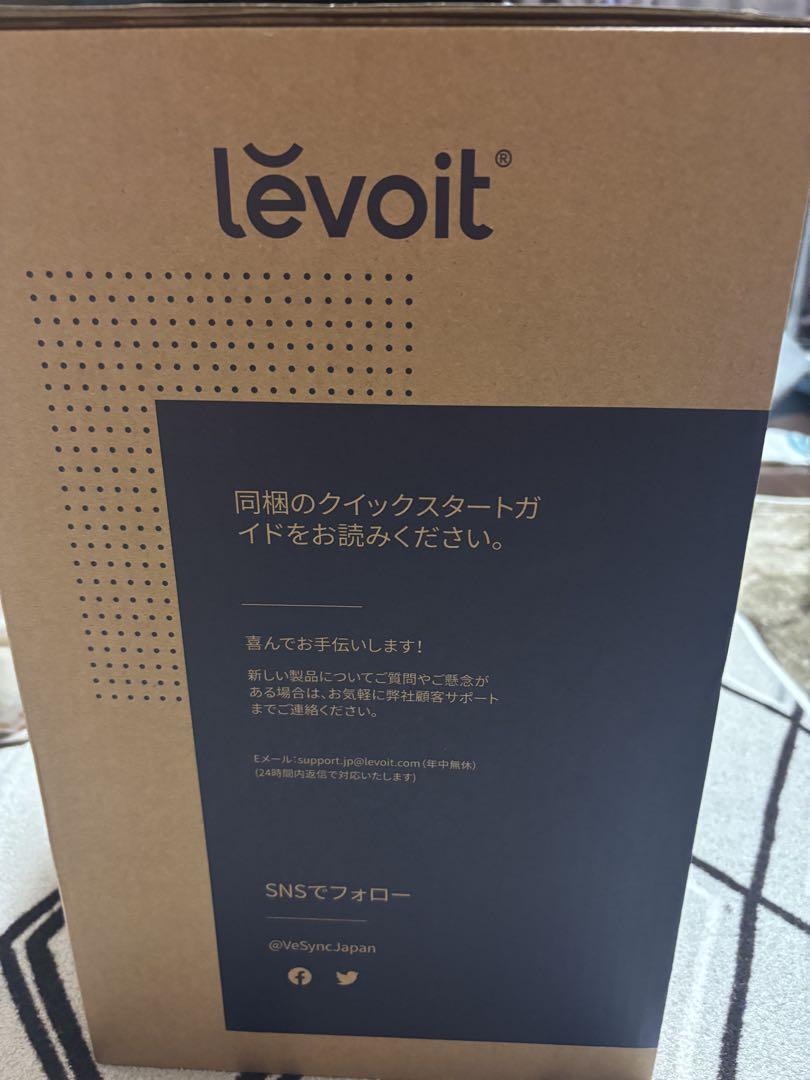 lĕvoit®
同梱のクイックスタートガ
イドをお読みください。
喜んでお手伝いします!
新しい製品についてご質問やご懸念が
ある場合は、お気軽に弊社顧客サポート
までご連絡ください。
Eメール:support.jp@levoit.com(年中無休)
(24時間内返信で対応いたします)
SNSでフォロー
@VeSyncJapan